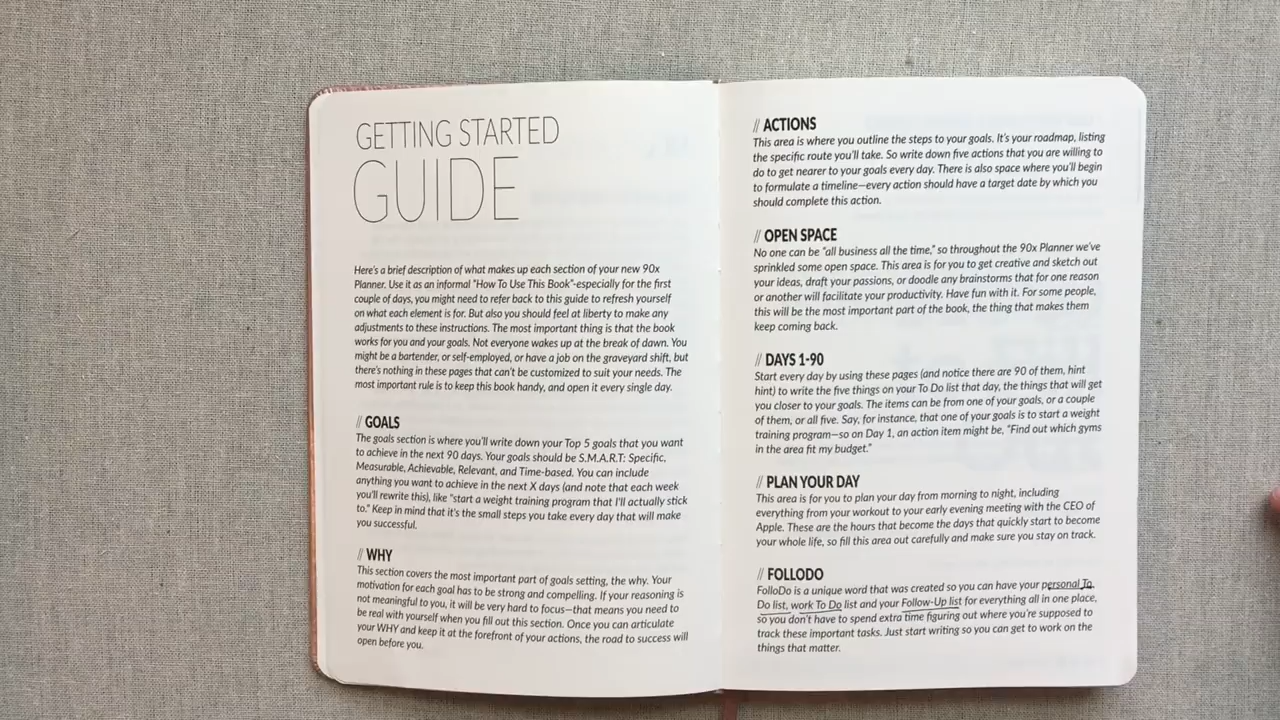 GETTING STARTED
GUIDE
Here's a brief description of what makes up each section of your new 90x
Planner. Use it as an informal "How To Use This Book"-especially for the first
couple of days, you might need to refer back to this guide to refresh yourself
on what each element is for. But also you should feel at liberty to make any
adjustments to these instructions. The most important thing is that the book
works for you and your goals. Not everyone wakes up at the break of dawn. You
might be a bartender, or self-employed, or have a job on the graveyard shift, but
there's nothing in these pages that can't be customized to suit your needs. The
most important rule is to keep this book handy, and open it every single day.
// GOALS
The goals section is where you'll write down your Top 5 goals that you want
to achieve in the next 90 days. Your goals should be S.M.A.R.T: Specific,
Measurable, Achievable, Relevant, and Time-based. You can include
anything you want to achieve in the next X days (and note that each week
you'll rewrite this), like "start a weight training program that I'll actually stick
to." Keep in mind that it's the small steps you take every day that will make
you successful.
// WHY
This section covers the most important part of goals setting, the why. Your
motivation for each goal has to be strong and compelling. If your reasoning is
not meaningful to you, it will be very hard to focus—that means you need to
be real with yourself when you fill out this section. Once you can articulate
your WHY and keep it at the forefront of your actions, the road to success will
open before you.
// ACTIONS
This area is where you outline the steps to your goals. It's your roadmap, listing
the specific route you'll take. So write down five actions that you are willing to
do to get nearer to your goals every day. There is also space where you'll begin
to formulate a timeline—every action should have a target date by which you
should complete this action.
// OPEN SPACE
No one can be "all business all the time," so throughout the 90x Planner we've
sprinkled some open space. This area is for you to get creative and sketch out
your ideas, draft your passions, or doodle any brainstorms that for one reason
or another will facilitate your productivity. Have fun with it. For some people,
this will be the most important part of the book, the thing that makes them
keep coming back.
// DAYS 1-90
Start every day by using these pages (and notice there are 90 of them, hint
hint) to write the five things on your To Do list that day, the things that will get
you closer to your goals. The items can be from one of your goals, or a couple
of them, or all five. Say, for instance, that one of your goals is to start a weight
training program—so on Day 1, an action item might be, "Find out which gyms
in the area fit my budget."
// PLAN YOUR DAY
This area is for you to plan your day from morning to night, including
everything from your workout to your early evening meeting with the CEO of
Apple. These are the hours that become the days that quickly start to become
your whole life, so fill this area out carefully and make sure you stay on track.
// FOLLODO
FolloDo is a unique word that was created so you can have your personal To
Do list, work To Do list and your Follow-Up list for everything all in one place,
so you don't have to spend extra time figuring out where you're supposed to
track these important tasks. Just start writing so you can get to work on the
things that matter.